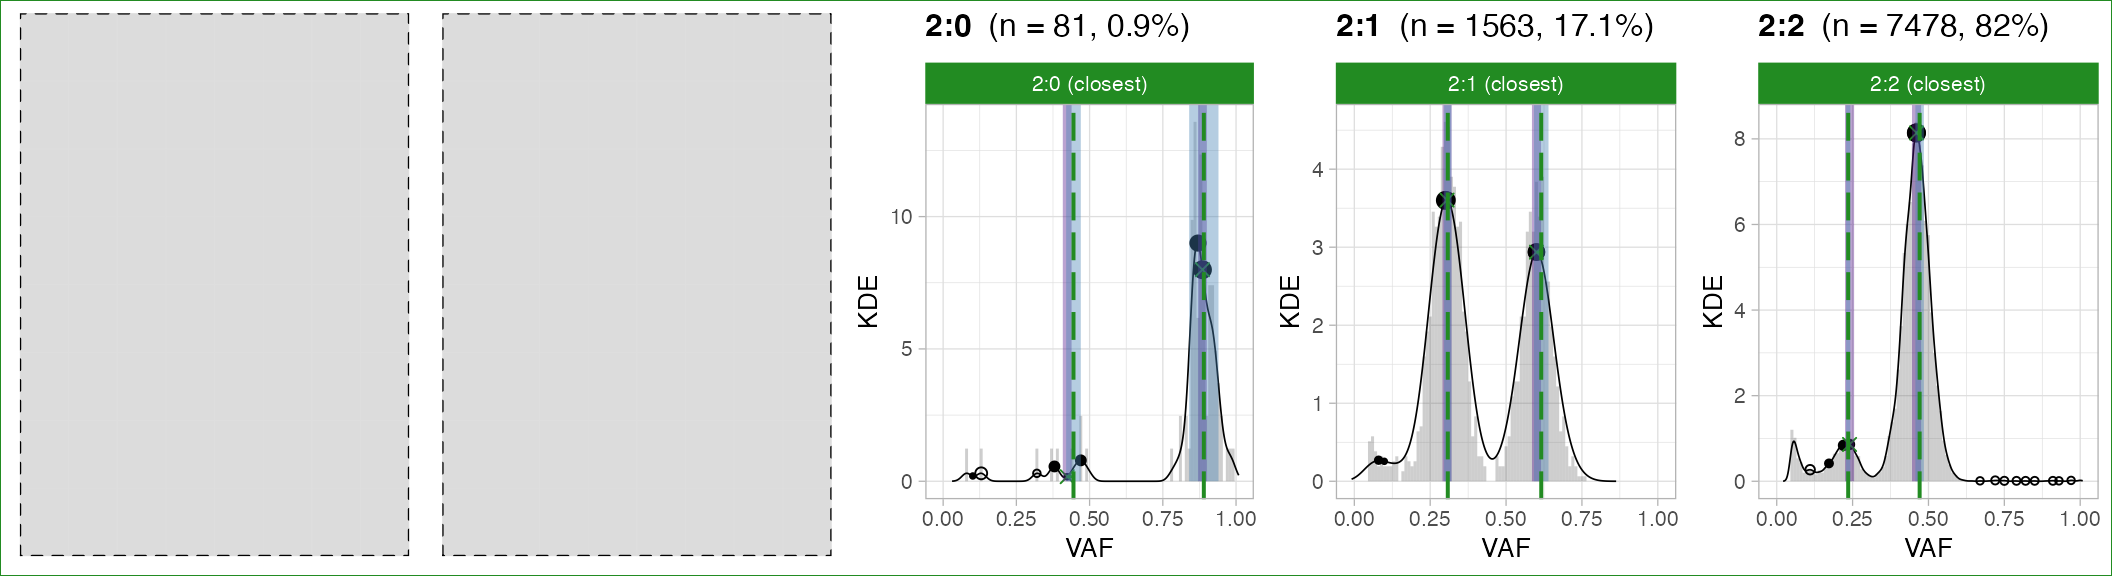 2:0 (n = 81, 0.9%)
2:0 (closest)
10
5
0
KDE
0.00 0.25 0.50 0.75 1.00
VAF
2:1 (n = 1563, 17.1%)
2:1 (closest)
4
3
2
1
0
KDE
0.00 0.25 0.50 0.75 1.00
VAF
2:2 (n = 7478, 82%)
2:2 (closest)
8
6
4
2
0
KDE
0.00 0.25 0.50 0.75 1.00
VAF